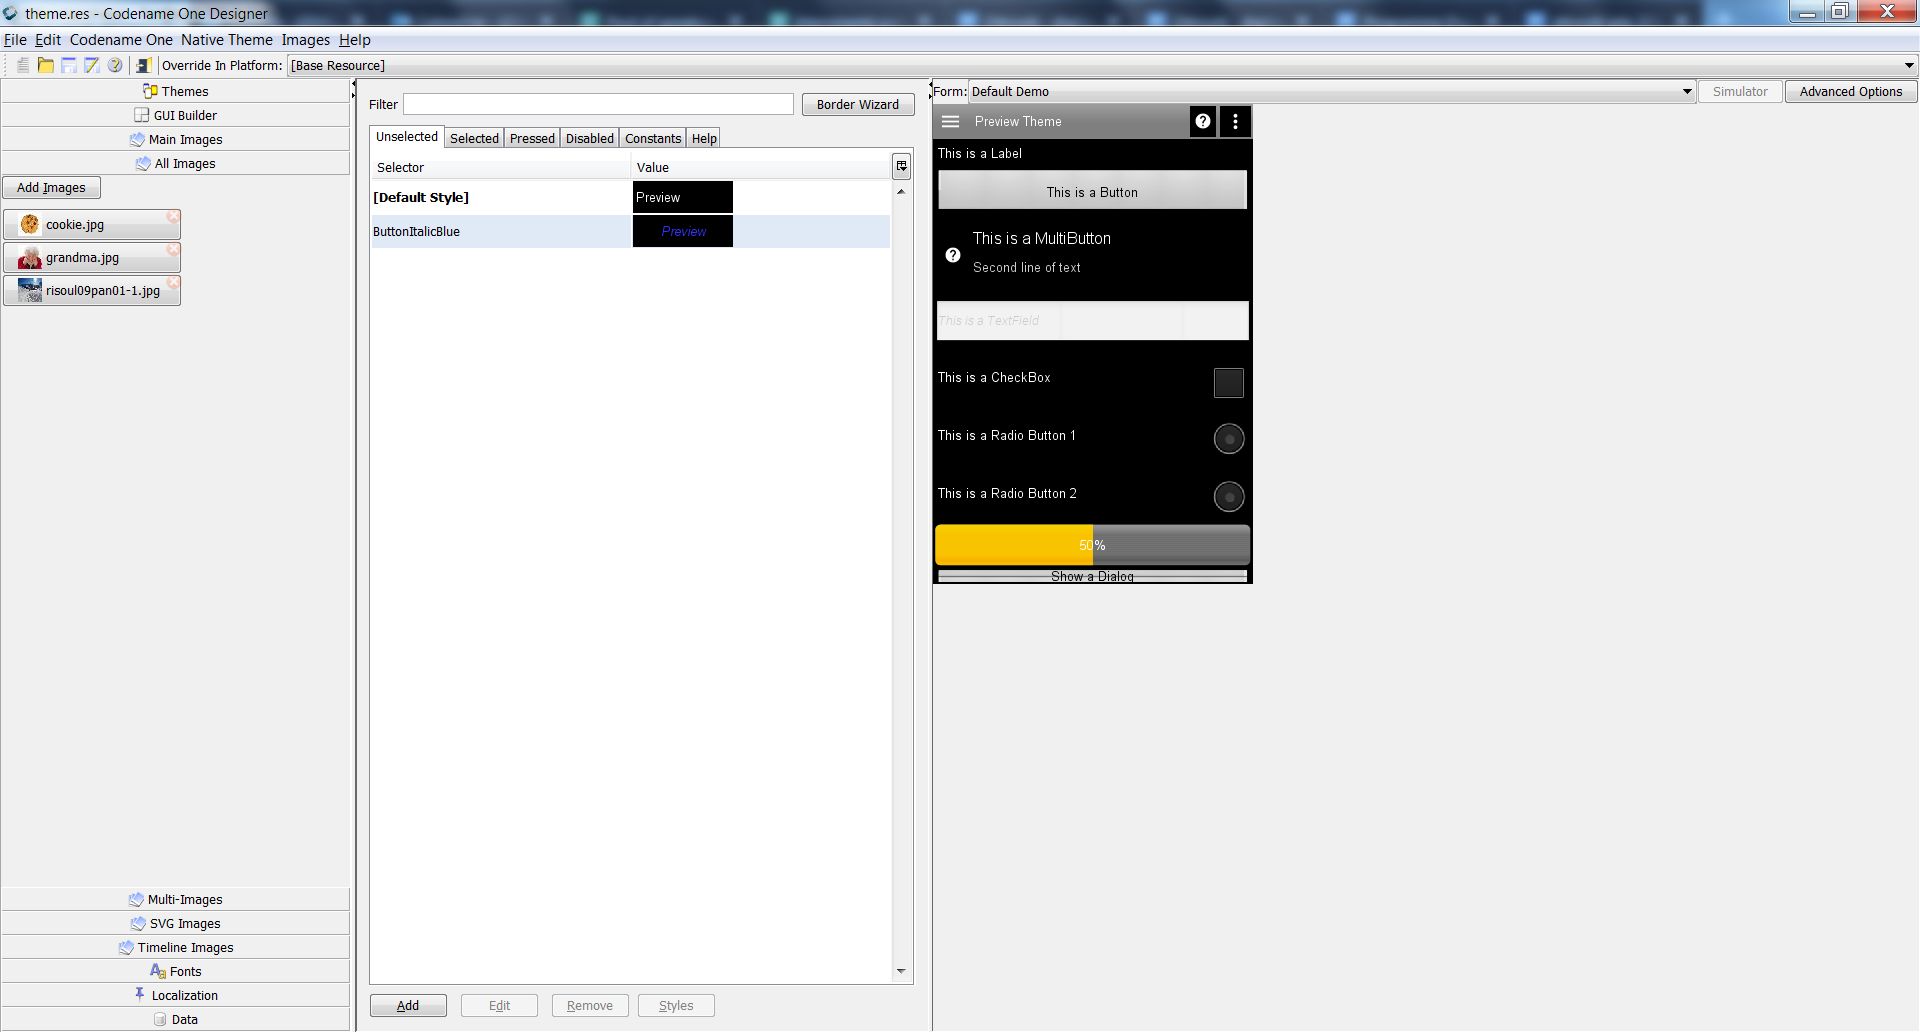 theme.res - Codename One Designer
File Edit Codename One Native Theme Images Help
Override In Platform: [Base Resource]
Themes
GUI Builder
Main Images
All Images
Add Images
cookie.jpg
grandma.jpg
risoul09pan01-1.jpg
Multi-Images
SVG Images
Timeline Images
Fonts
Localization
Data
Filter
Border Wizard
Unselected Selected Pressed Disabled Constants Help
Selector Value
[Default Style] Preview
ButtonItalicBlue Preview
Add Edit Remove Styles
Form: Default Demo Simulator Advanced Options
Preview Theme
This is a Label
This is a Button
This is a MultiButton
Second line of text
This is a TextField
This is a CheckBox
This is a Radio Button 1
This is a Radio Button 2
50%
Show a Dialog